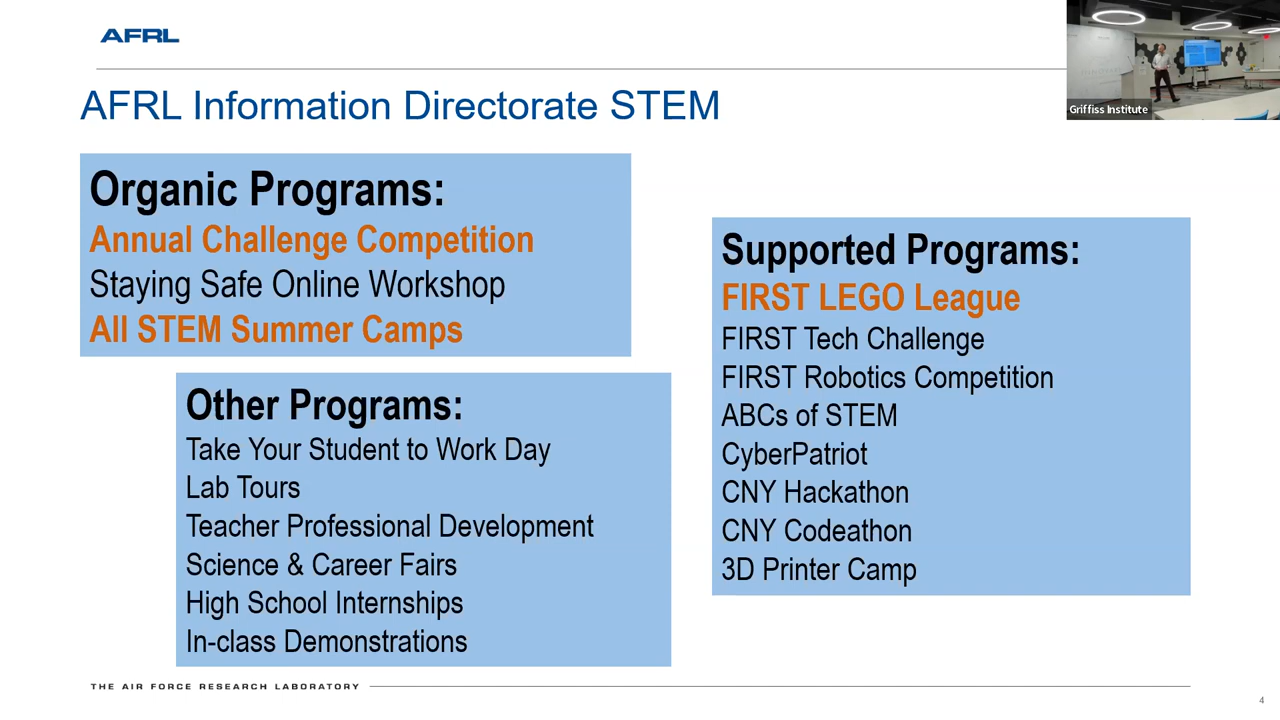 AFRL
Griffiss Institute
AFRL Information Directorate STEM
Organic Programs:
Annual Challenge Competition
Staying Safe Online Workshop
All STEM Summer Camps
Other Programs:
Take Your Student to Work Day
Lab Tours
Teacher Professional Development
Science & Career Fairs
High School Internships
In-class Demonstrations
Supported Programs:
FIRST LEGO League
FIRST Tech Challenge
FIRST Robotics Competition
ABCs of STEM
CyberPatriot
CNY Hackathon
CNY Codeathon
3D Printer Camp
THE AIR FORCE RESEARCH LABORATORY
4